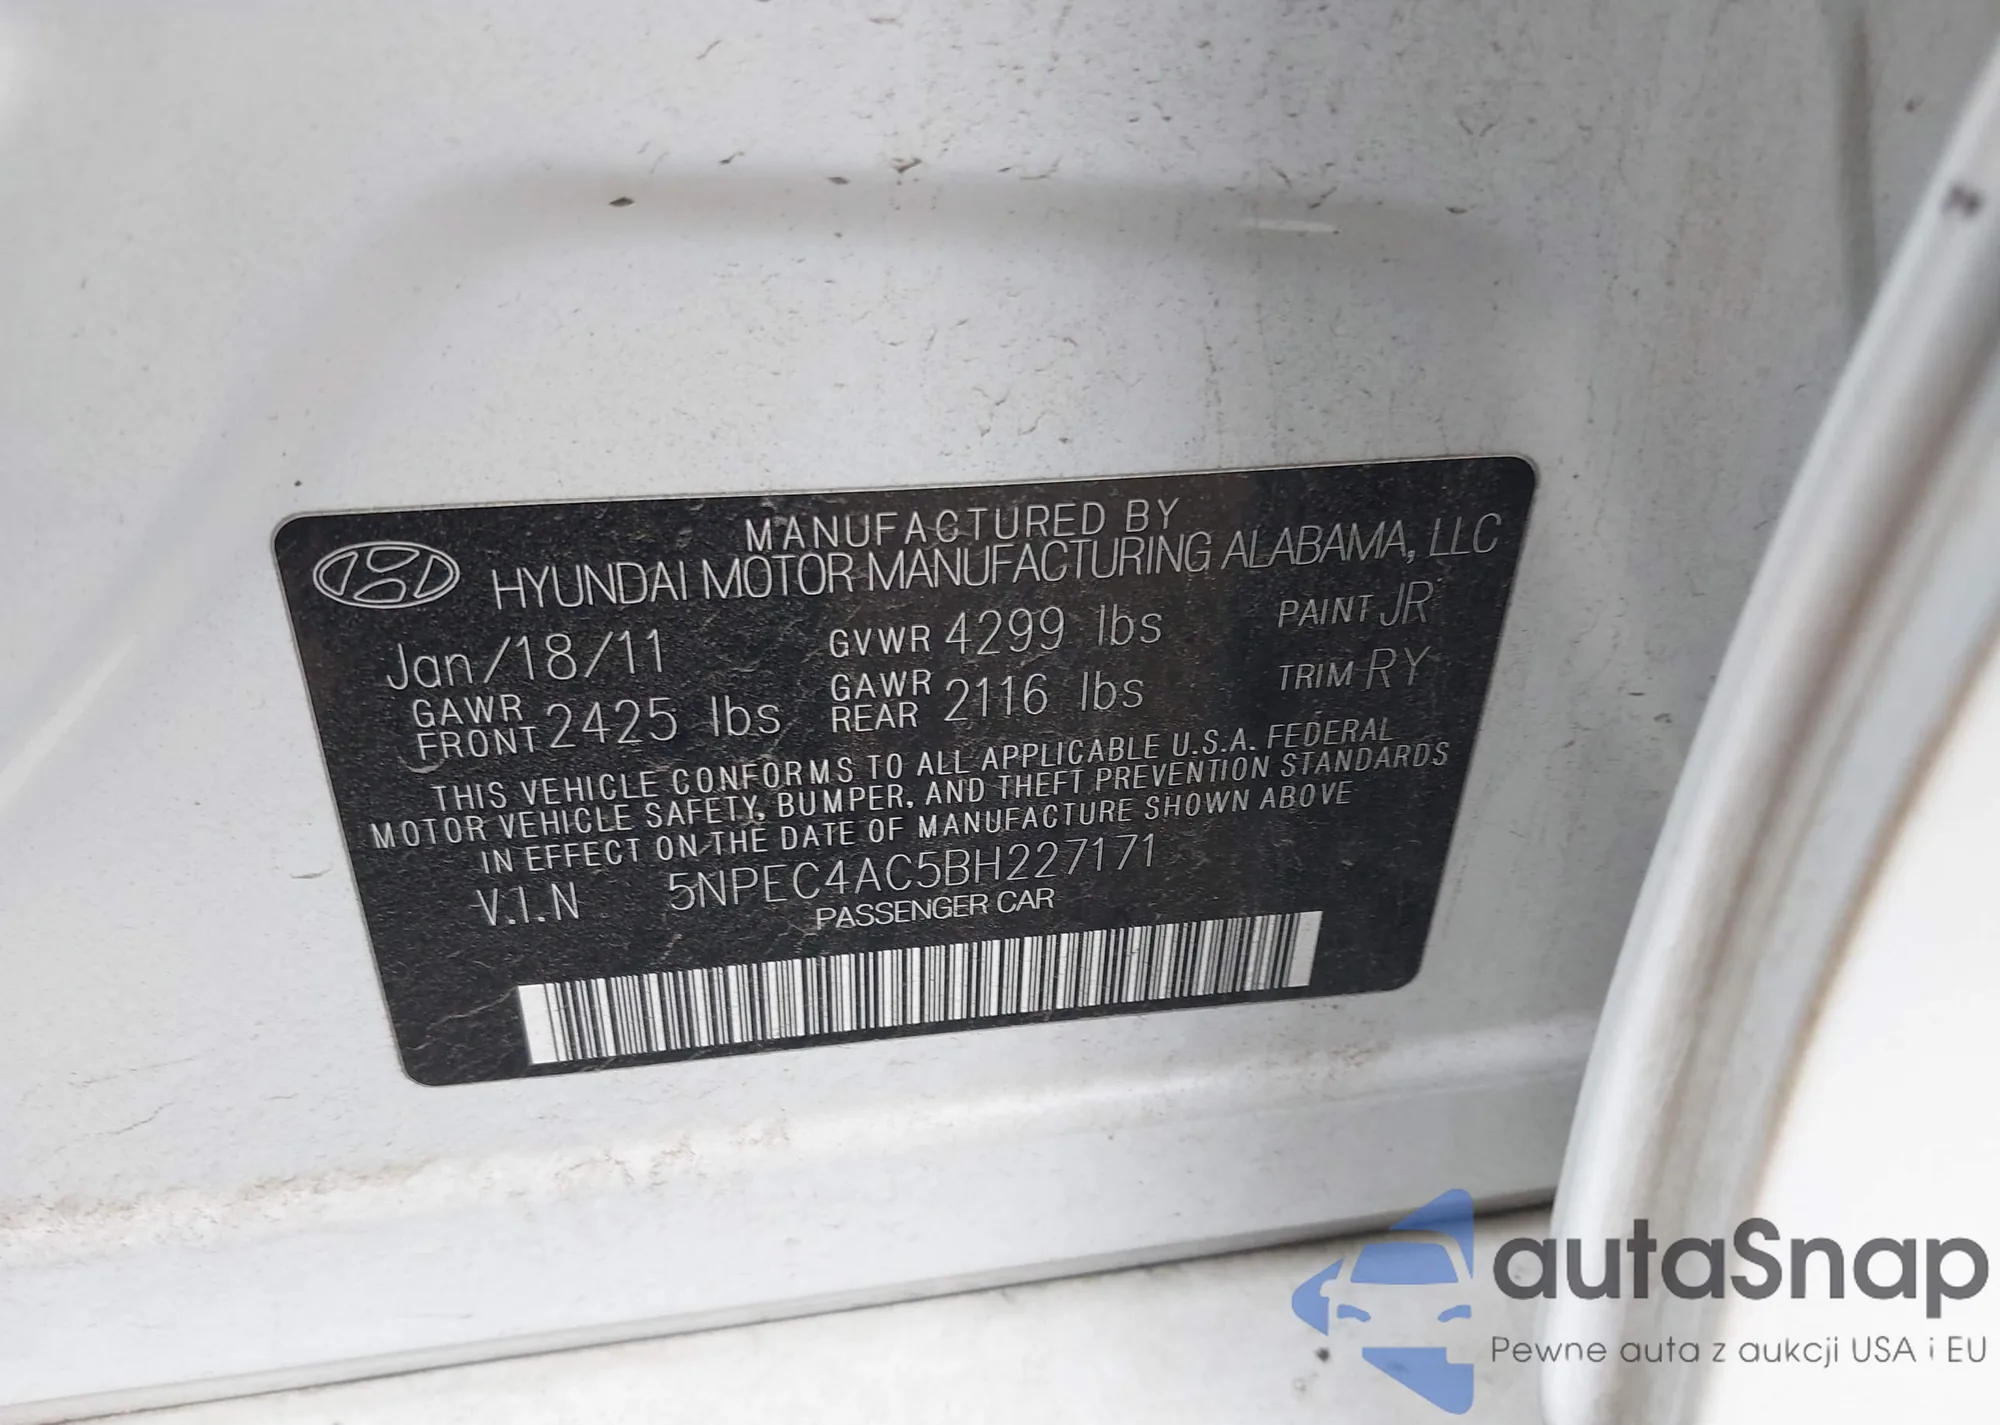 MANUFACTURED BY
HYUNDAI MOTOR MANUFACTURING ALABAMA, LLC
Jan/18/11 GVWR 4299 lbs PAINT JR
GAWR FRONT 2425 lbs GAWR REAR 2116 lbs TRIM RY
THIS VEHICLE CONFORMS TO ALL APPLICABLE U.S.A. FEDERAL
MOTOR VEHICLE SAFETY, BUMPER, AND THEFT PREVENTION STANDARDS
IN EFFECT ON THE DATE OF MANUFACTURE SHOWN ABOVE
V.I.N 5NPEC4AC5BH227171
PASSENGER CAR
autaSnap
Pewne auta z aukcji USA i EU